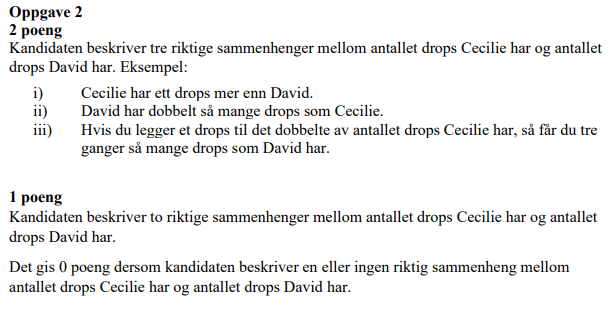 Oppgave 2
2 poeng
Kandidaten beskriver tre riktige sammenhenger mellom antallet drops Cecilie har og antallet
drops David har. Eksempel:
i) Cecilie har ett drops mer enn David.
ii) David har dobbelt så mange drops som Cecilie.
iii) Hvis du legger et drops til det dobbelte av antallet drops Cecilie har, så får du tre
ganger så mange drops som David har.
1 poeng
Kandidaten beskriver to riktige sammenhenger mellom antallet drops Cecilie har og antallet
drops David har.
Det gis 0 poeng dersom kandidaten beskriver en eller ingen riktig sammenheng mellom
antallet drops Cecilie har og antallet drops David har.